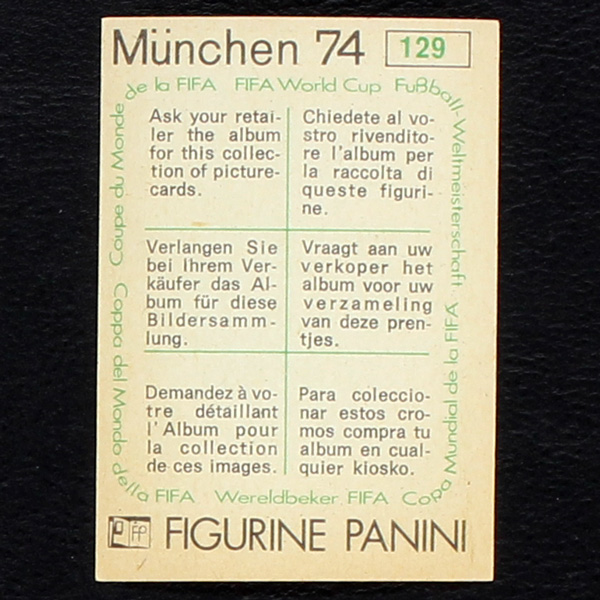 München 74 129
Coupe du Monde de la FIFA FIFA World Cup Fußball-Weltmeisterschaft
Ask your retai-
ler the album
for this collec-
tion of picture-
cards.
Chiedete al vo-
stro rivendito-
re l'album per
la raccolta di
queste figuri-
ne.
Verlangen Sie
bei Ihrem Ver-
käufer das Al-
bum für diese
Bildersamm-
lung.
Vraagt aan uw
verkoper het
album voor uw
verzameling
van deze pren-
tjes.
Demandez à vo-
tre détaillant
l'Album pour
la collection
de ces images.
Para coleccio-
nar estos cro-
mos compra tu
album en cual-
quier kiosko.
Coppa del Mondo della FIFA Wereldbeker FIFA Copa Mundial de la FIFA
FP FIGURINE PANINI